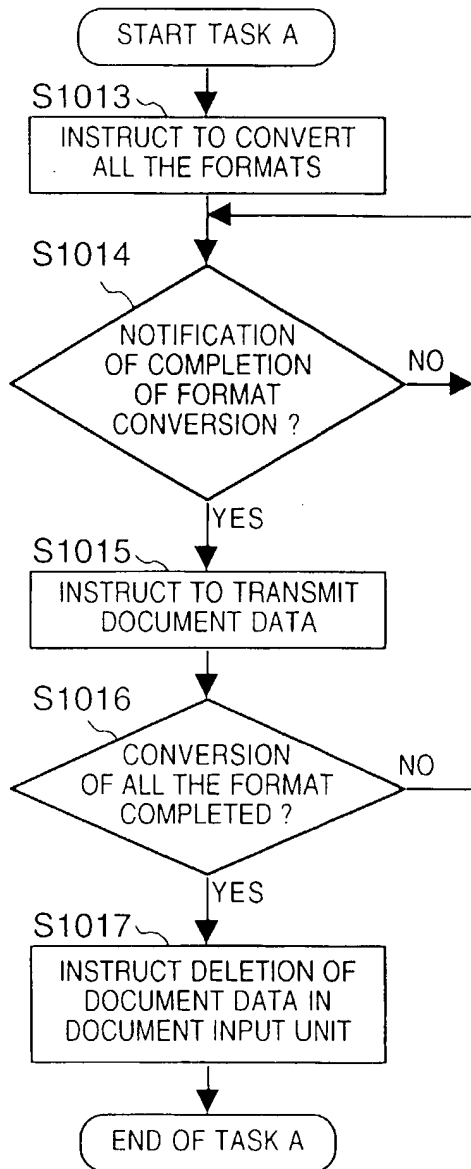 START TASK A
S1013
INSTRUCT TO CONVERT
ALL THE FORMATS
S1014
NOTIFICATION
OF COMPLETION
OF FORMAT
CONVERSION ?
NO
YES
S1015
INSTRUCT TO TRANSMIT
DOCUMENT DATA
S1016
CONVERSION
OF ALL THE FORMAT
COMPLETED ?
NO
YES
S1017
INSTRUCT DELETION OF
DOCUMENT DATA IN
DOCUMENT INPUT UNIT
END OF TASK A